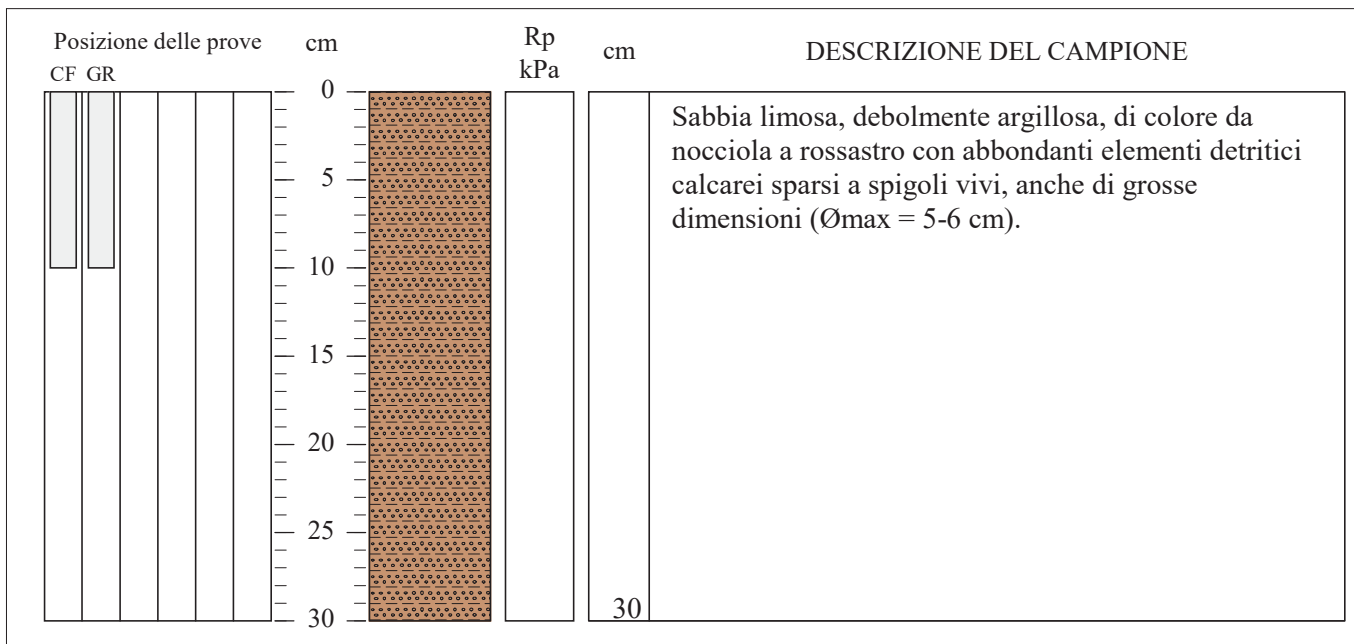 Posizione delle prove
CF GR
cm
Rp
kPa
cm
DESCRIZIONE DEL CAMPIONE
0
5
10
15
20
25
30
30
Sabbia limosa, debolmente argillosa, di colore da
nocciola a rossastro con abbondanti elementi detritici
calcarei sparsi a spigoli vivi, anche di grosse
dimensioni (Ømax = 5-6 cm).